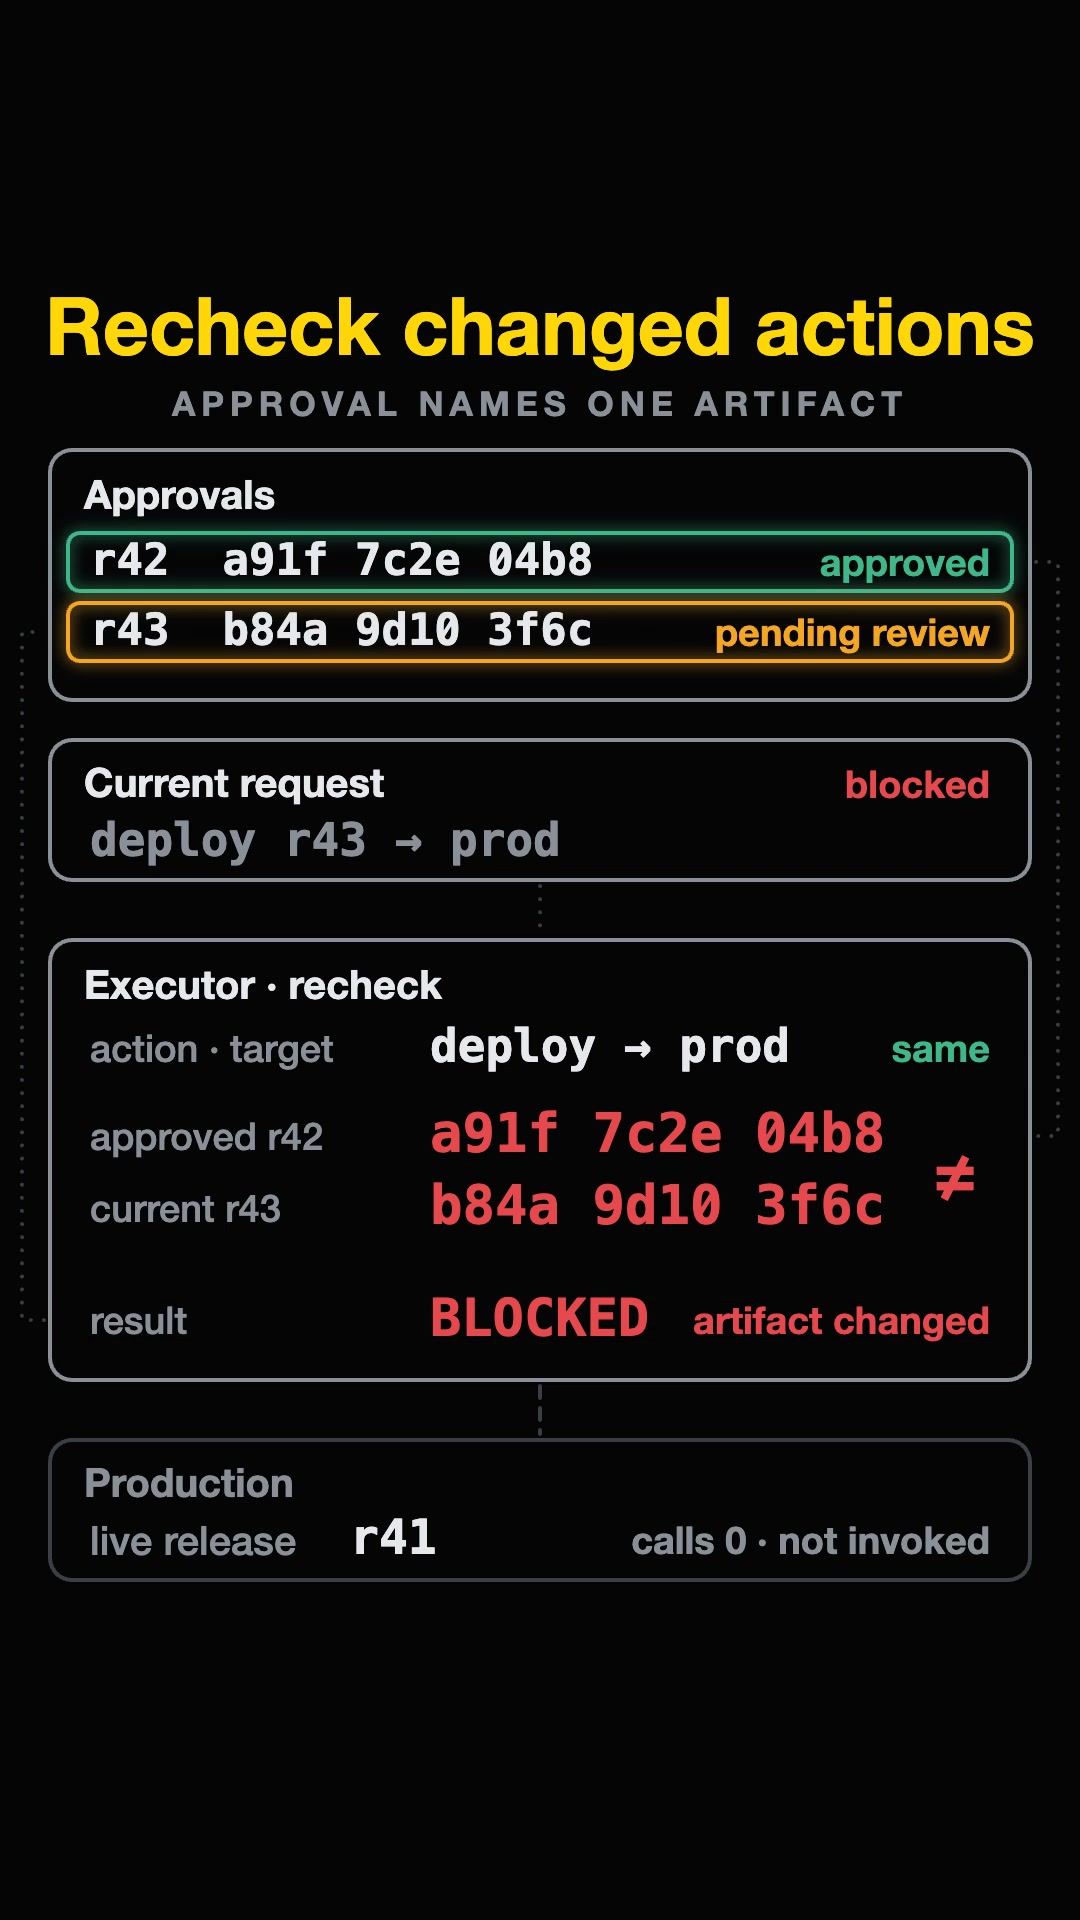 Recheck changed actions
APPROVAL NAMES ONE ARTIFACT
Approvals
r42 a91f 7c2e 04b8 approved
r43 b84a 9d10 3f6c pending review
Current request blocked
deploy r43 → prod
Executor · recheck
action · target deploy → prod same
approved r42 a91f 7c2e 04b8
≠
current r43 b84a 9d10 3f6c
result BLOCKED artifact changed
Production
live release r41 calls 0 · not invoked